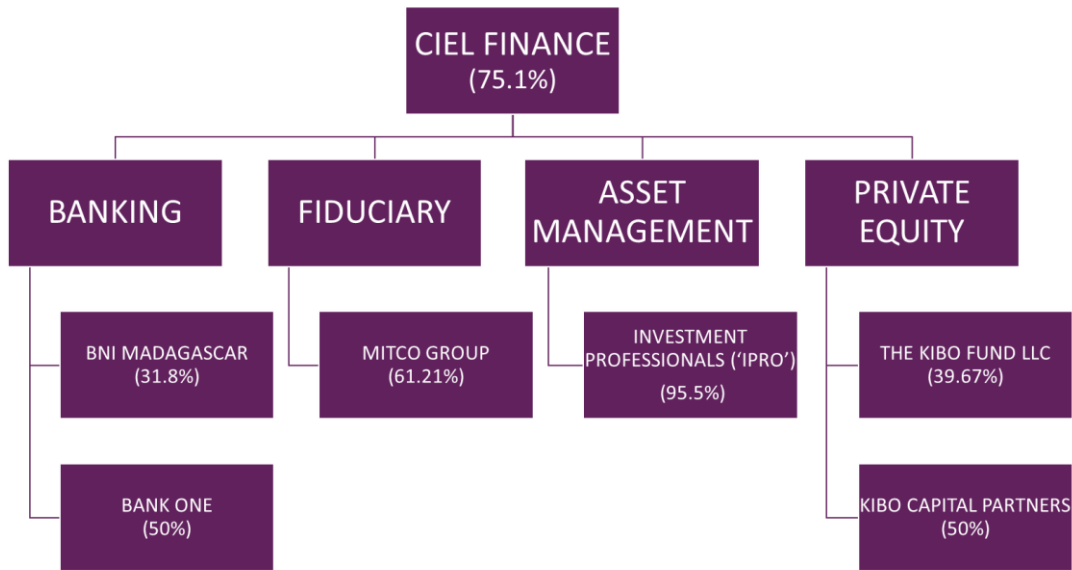 CIEL FINANCE
(75.1%)
BANKING
FIDUCIARY
ASSET
MANAGEMENT
PRIVATE
EQUITY
BNI MADAGASCAR
(31.8%)
MITCO GROUP
(61.21%)
INVESTMENT
PROFESSIONALS (‘IPRO’)
(95.5%)
THE KIBO FUND LLC
(39.67%)
BANK ONE
(50%)
KIBO CAPITAL PARTNERS
(50%)